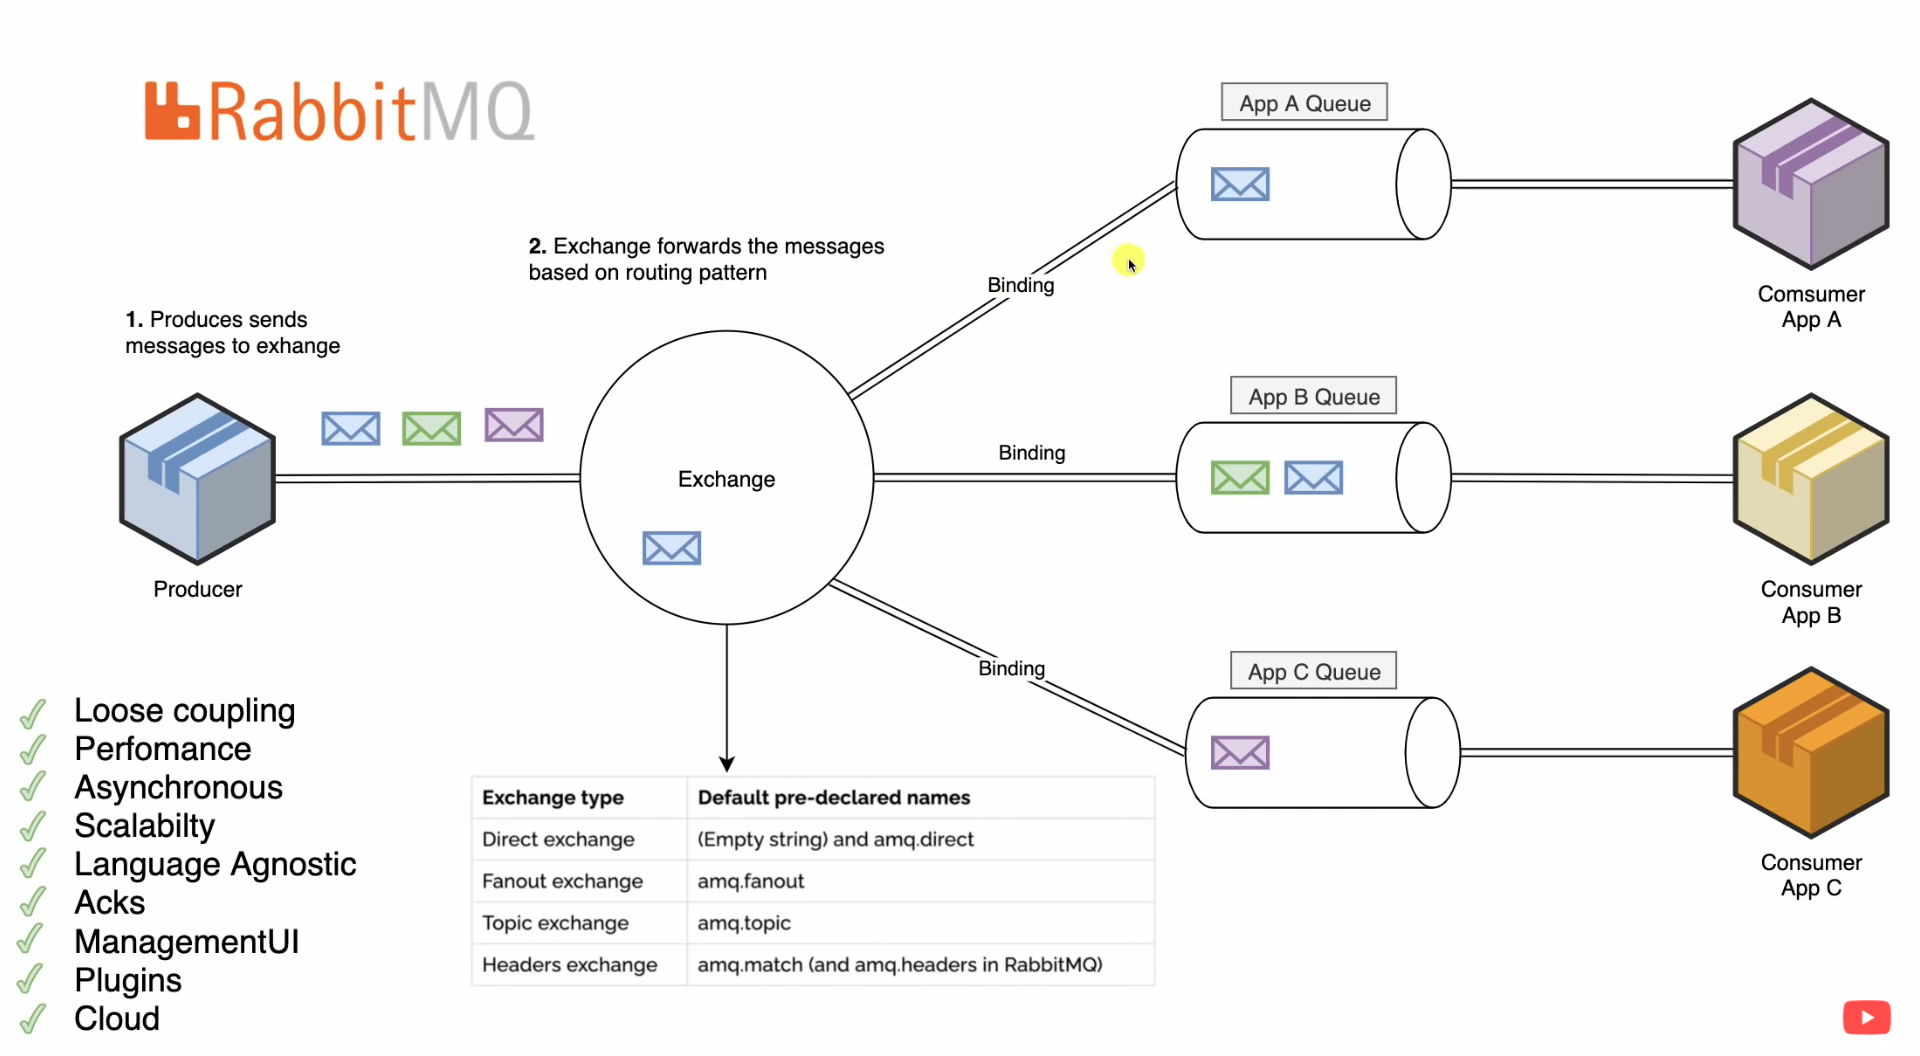 RabbitMQ
App A Queue
2. Exchange forwards the messages
based on routing pattern
Binding
Comsumer
App A
1. Produces sends
messages to exhange
App B Queue
Exchange
Binding
Producer
Consumer
App B
Binding
App C Queue
Consumer
App C
Loose coupling
Perfomance
Asynchronous
Scalabilty
Language Agnostic
Acks
ManagementUI
Plugins
Cloud
Exchange type Default pre-declared names
Direct exchange (Empty string) and amq.direct
Fanout exchange amq.fanout
Topic exchange amq.topic
Headers exchange amq.match (and amq.headers in RabbitMQ)